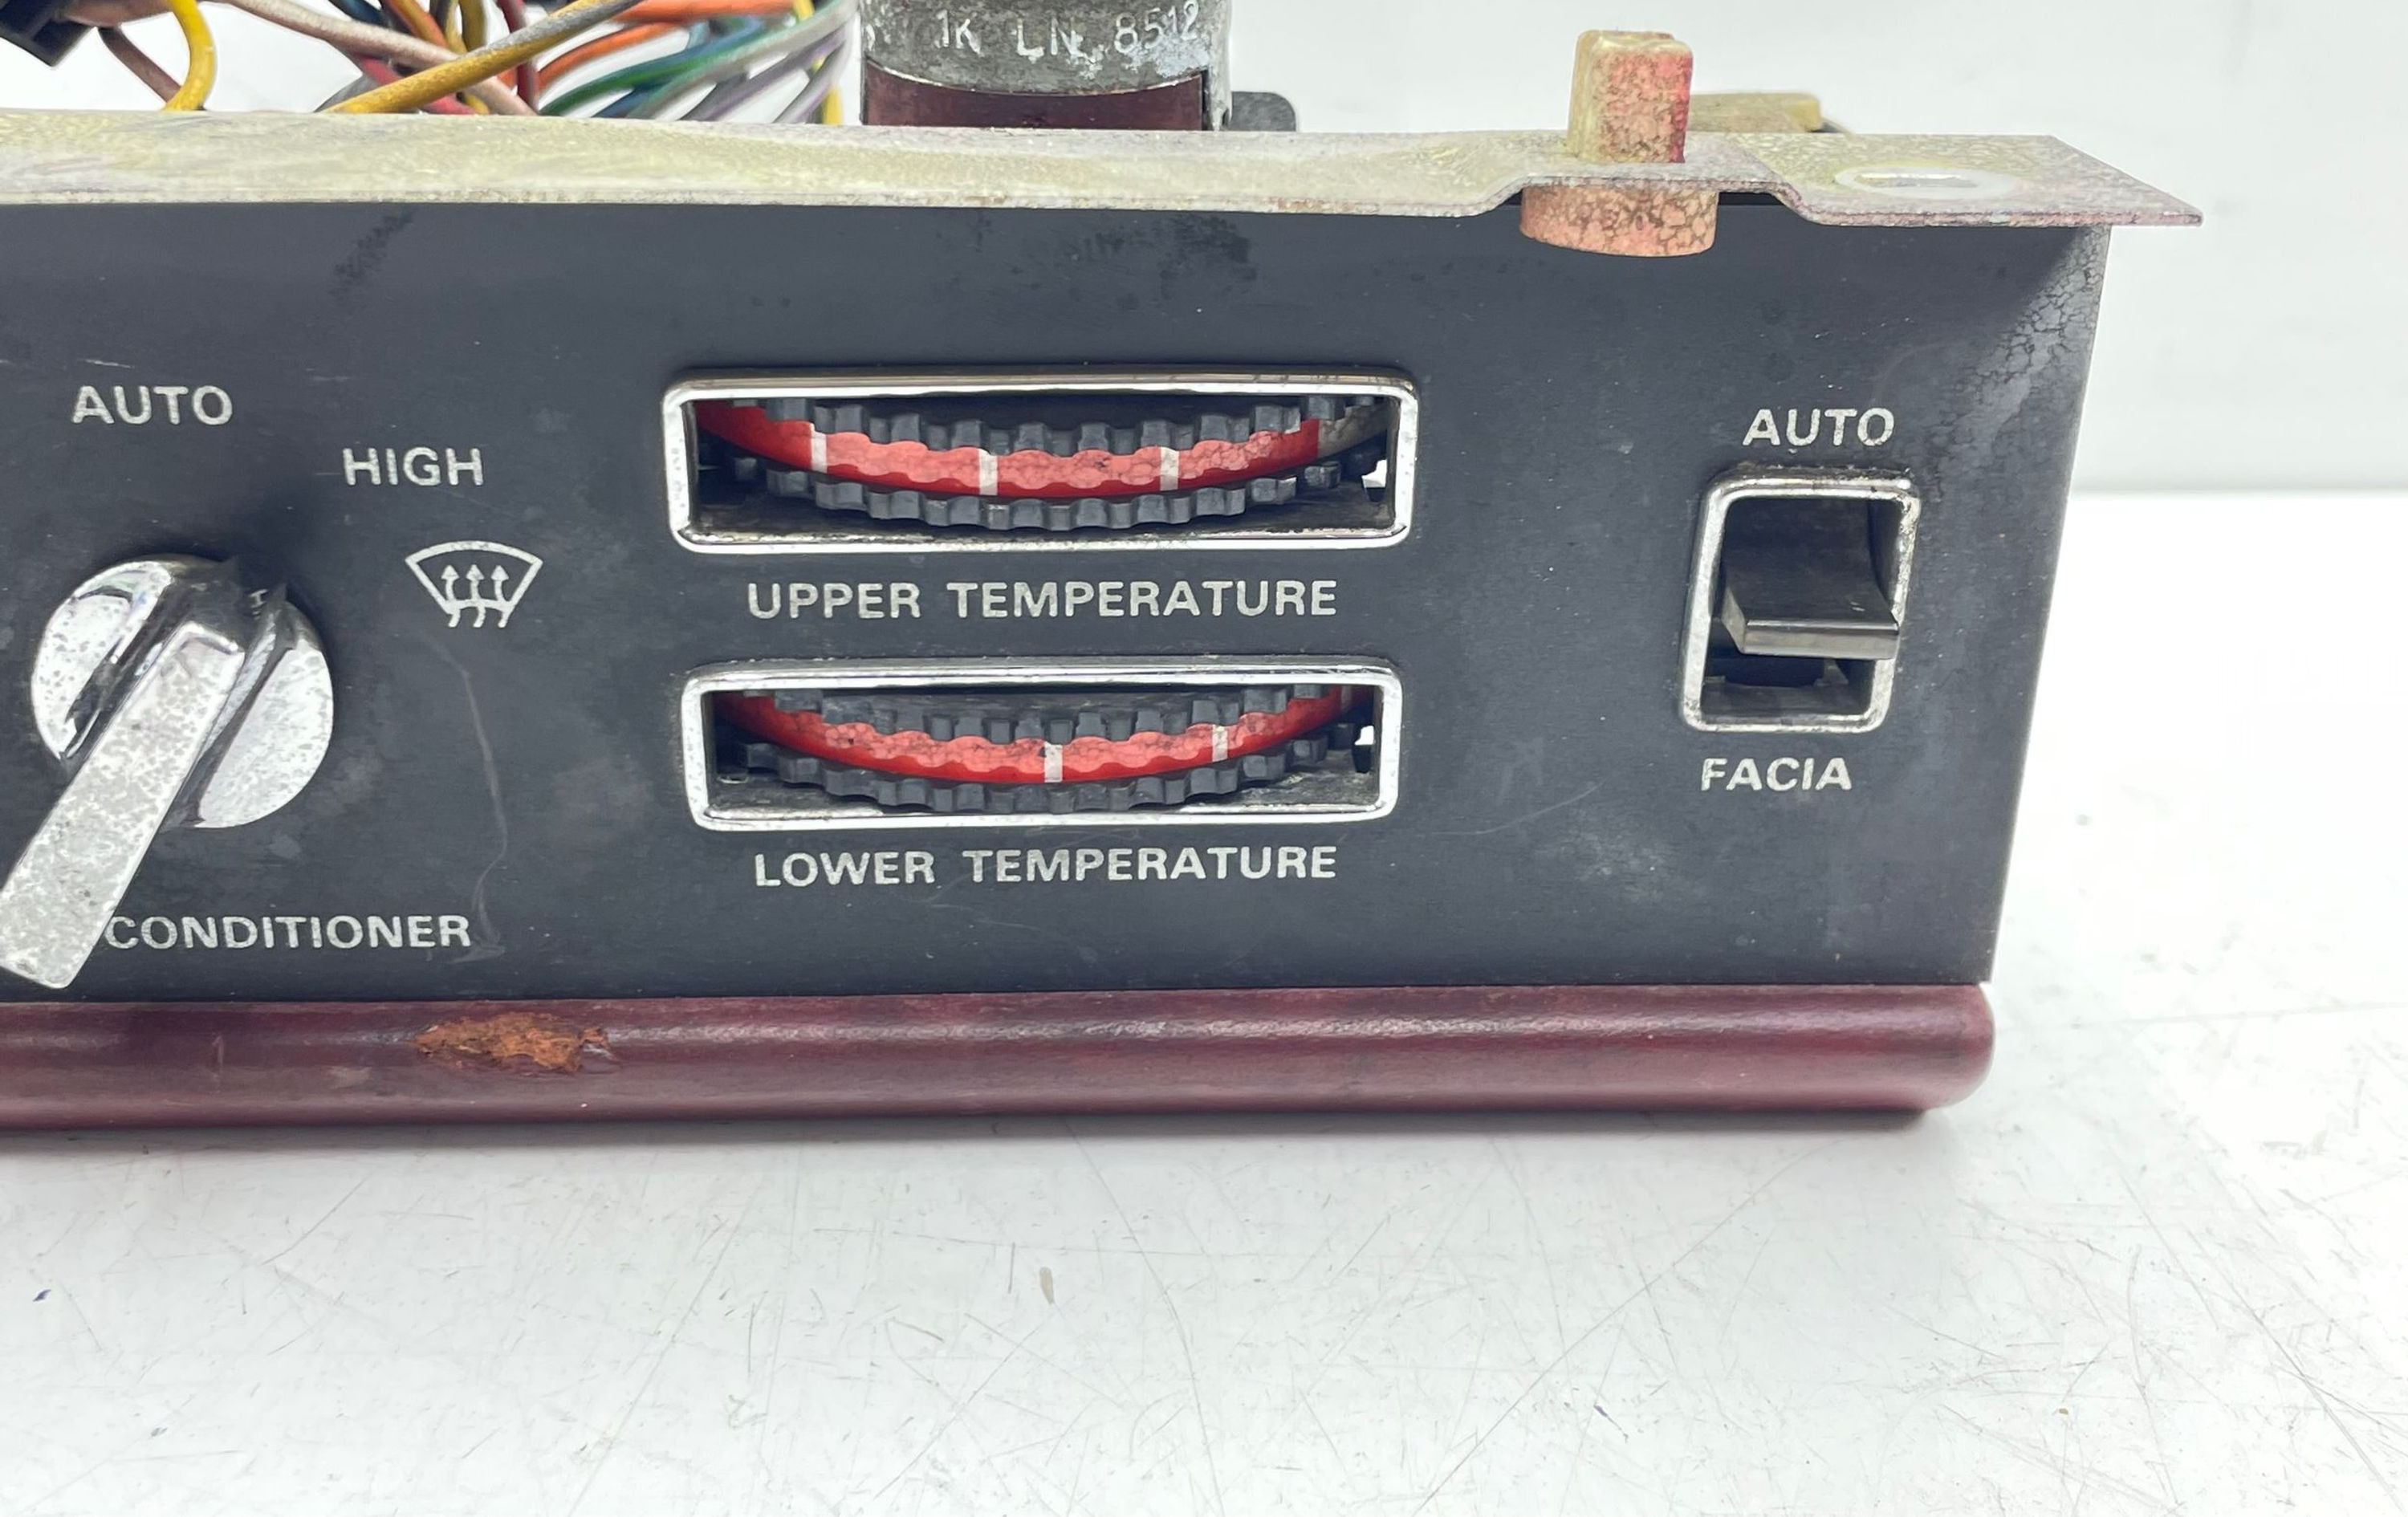 1K LN 8512
AUTO
HIGH
CONDITIONER
UPPER TEMPERATURE
LOWER TEMPERATURE
AUTO
FACIA